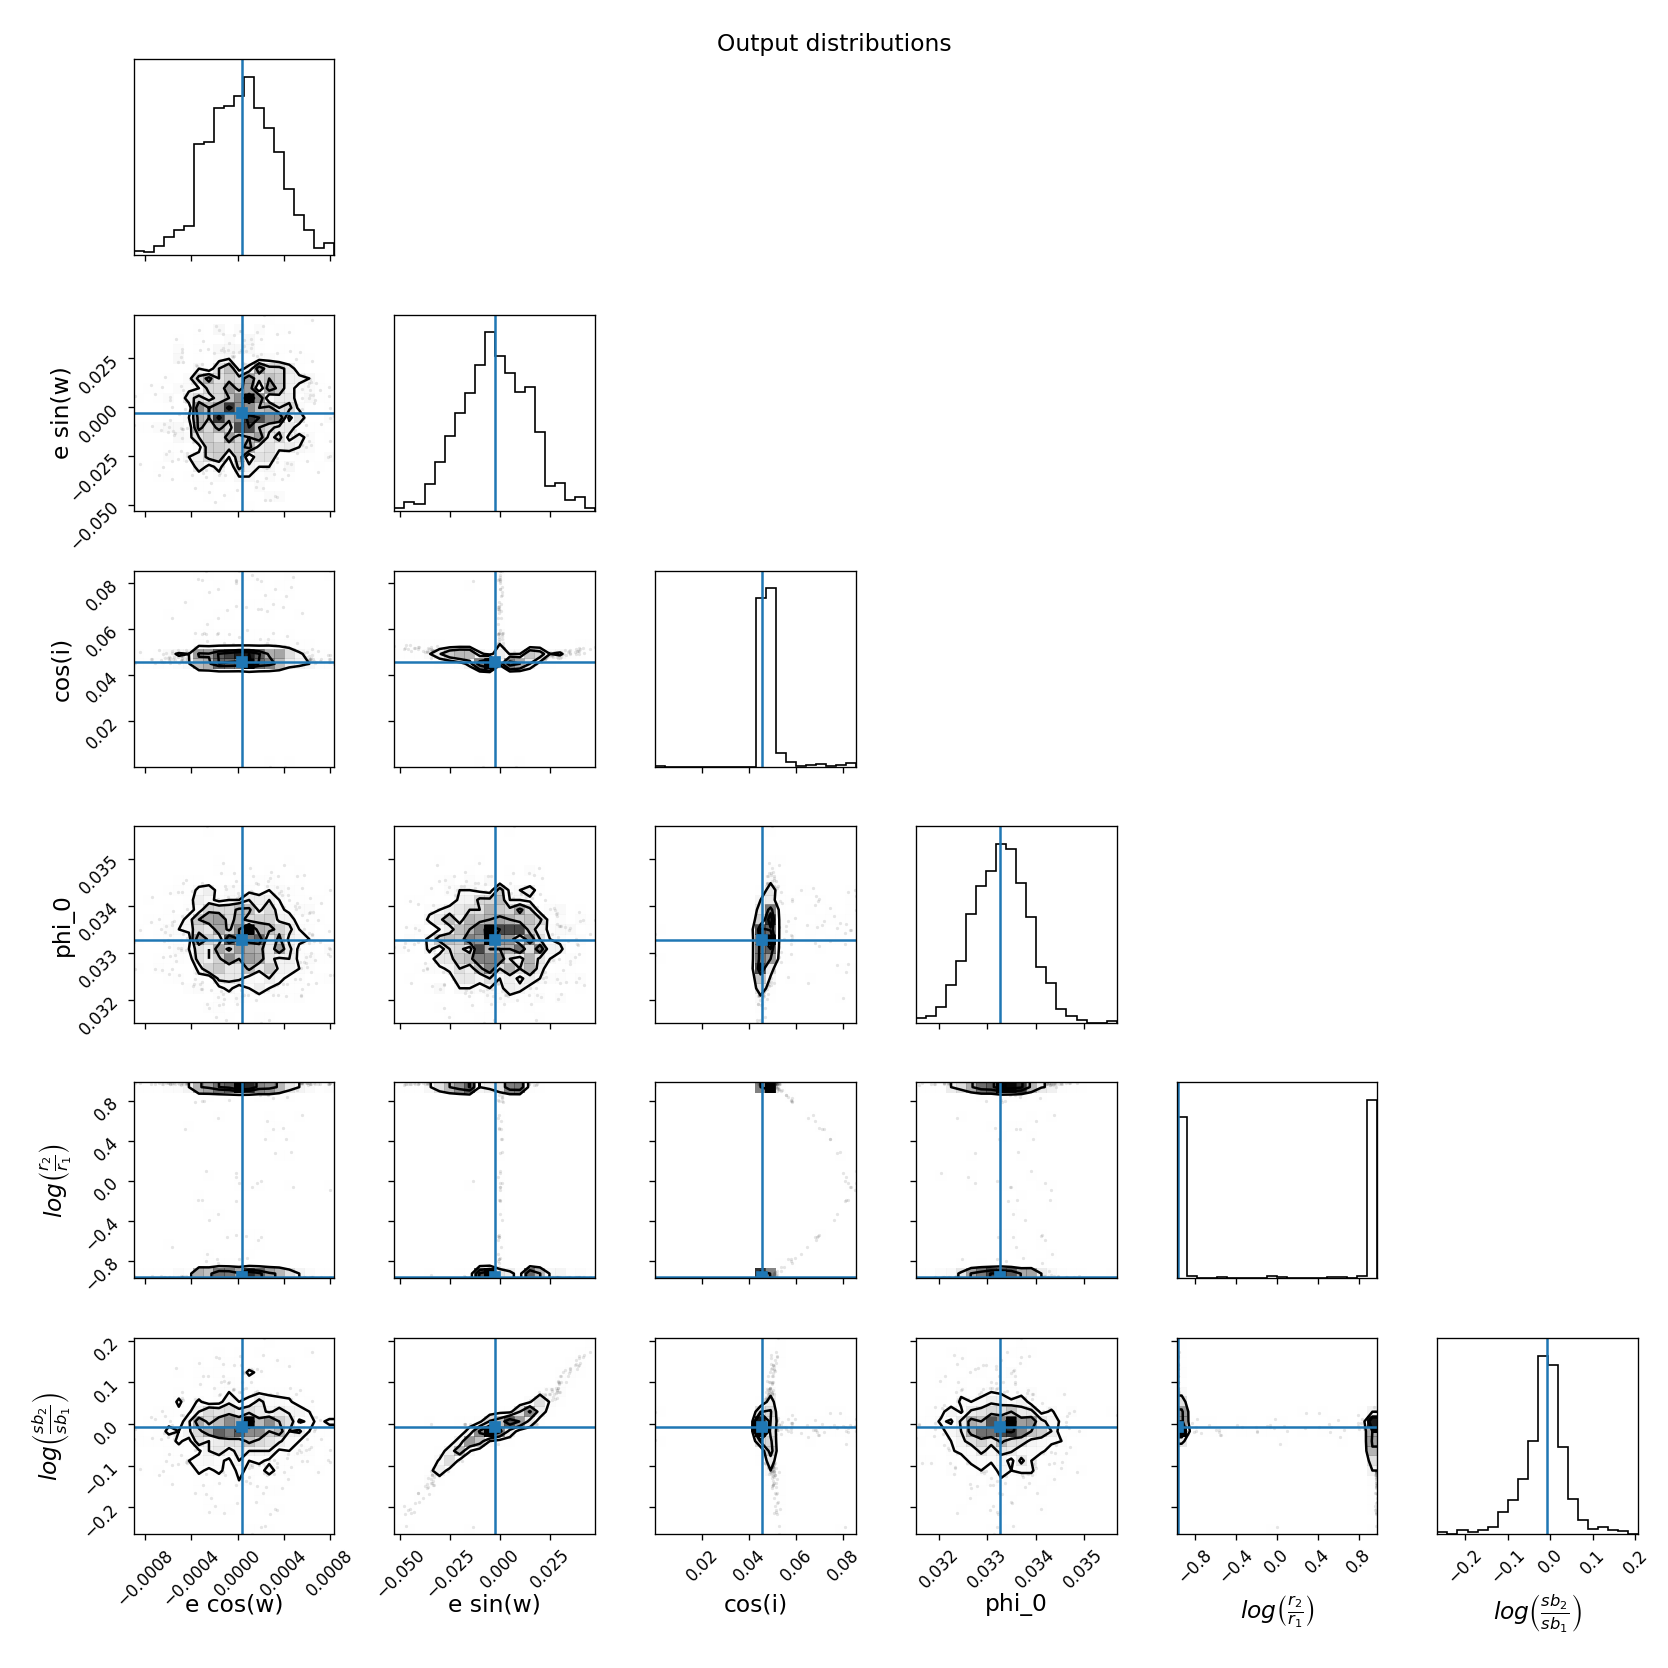 Output distributions
e sin(w)
0.025
0.000
−0.025
−0.050
cos(i)
0.08
0.06
0.04
0.02
phi_0
0.035
0.034
0.033
0.032
log(r₂/r₁)
0.8
0.4
0.0
−0.4
−0.8
log(sb₂/sb₁)
0.2
0.1
0.0
−0.1
−0.2
−0.0008 −0.0004 0.0000 0.0004 0.0008
−0.050 −0.025 0.000 0.025
0.02 0.04 0.06 0.08
0.032 0.033 0.034 0.035
−0.8 −0.4 0.0 0.4 0.8
−0.2 −0.1 0.0 0.1 0.2
e cos(w)
e sin(w)
cos(i)
phi_0
log(r₂/r₁)
log(sb₂/sb₁)